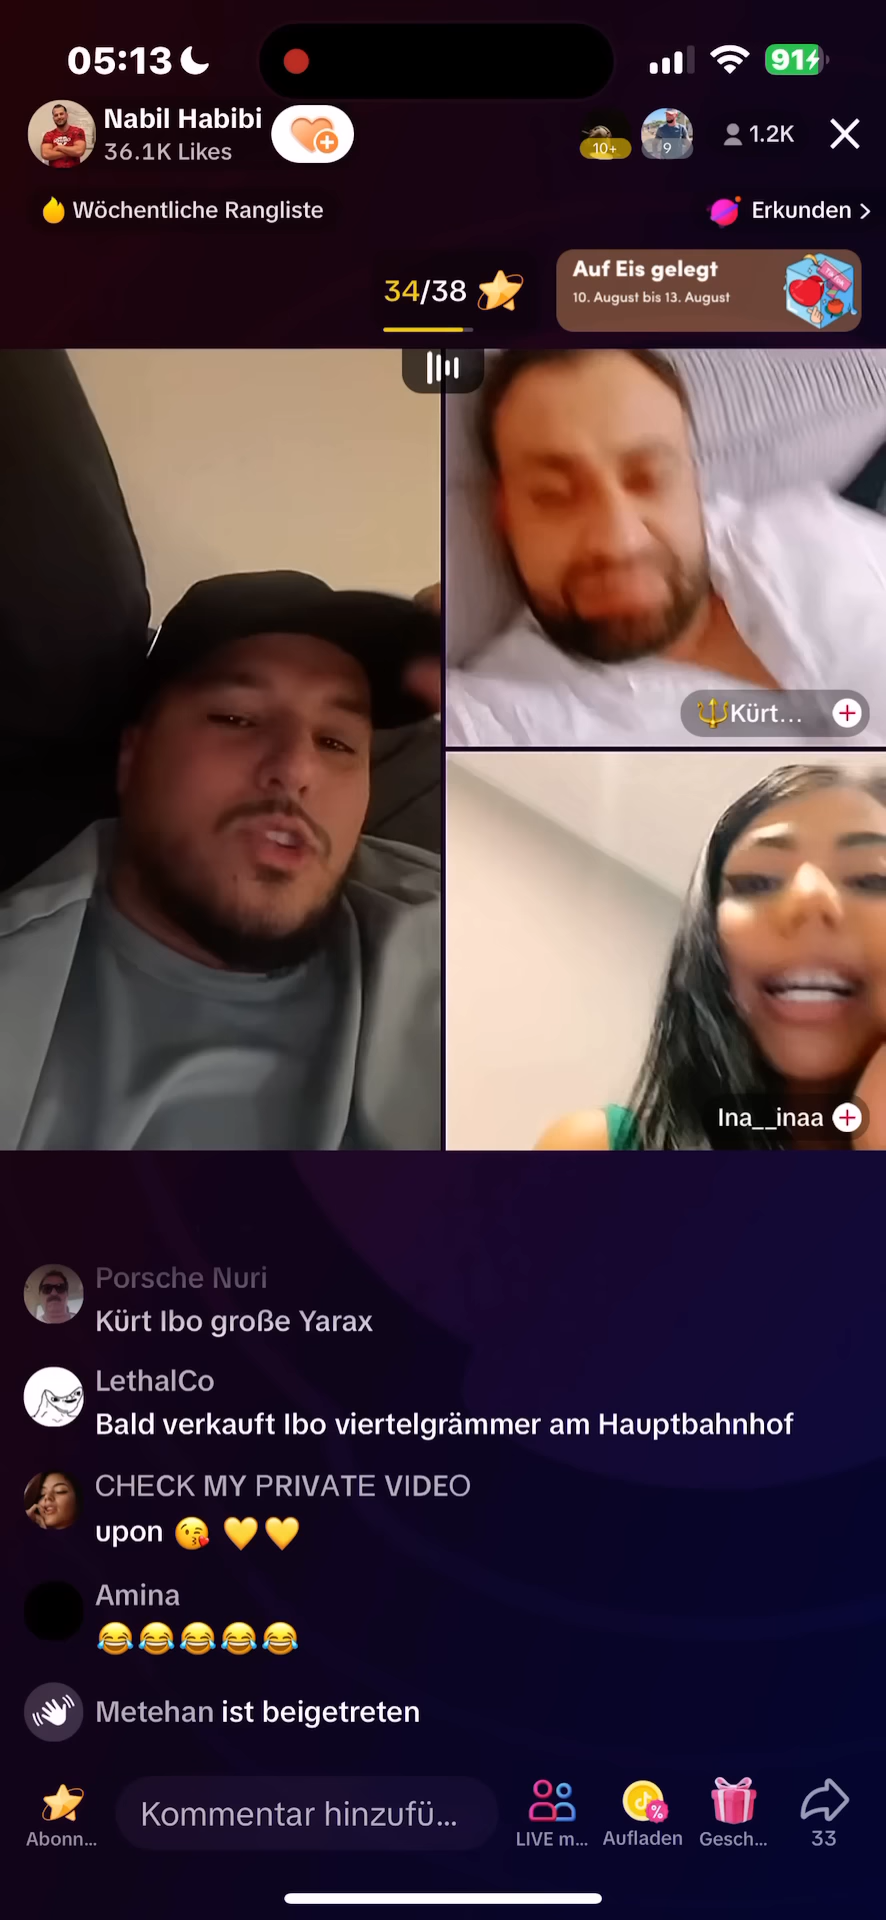 05:13
91
Nabil Habibi
36.1K Likes
10+
9
1.2K
Wöchentliche Rangliste
Erkunden
34/38
Auf Eis gelegt
10. August bis 13. August
🔱Kürt...
Ina__inaa
Porsche Nuri
Kürt Ibo große Yarax
LethalCo
Bald verkauft Ibo viertelgrämmer am Hauptbahnhof
CHECK MY PRIVATE VIDEO
upon 😘 💛💛
Amina
😂😂😂😂😂
Metehan ist beigetreten
Abonn...
Kommentar hinzufü...
LIVE m...
Aufladen
Gesch...
33